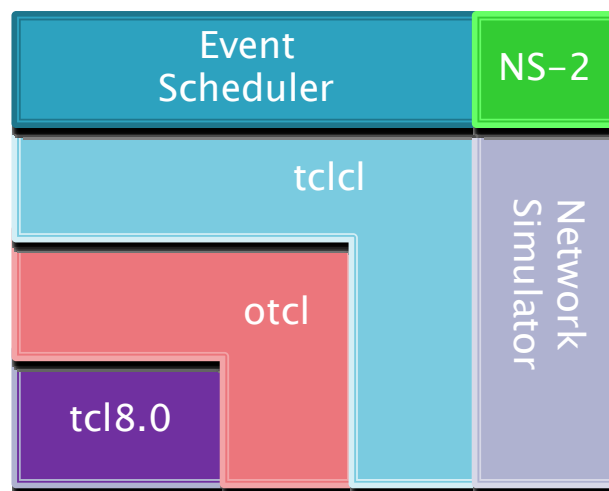 Event
Scheduler
NS-2
tclcl
Network
Simulator
otcl
tcl8.0